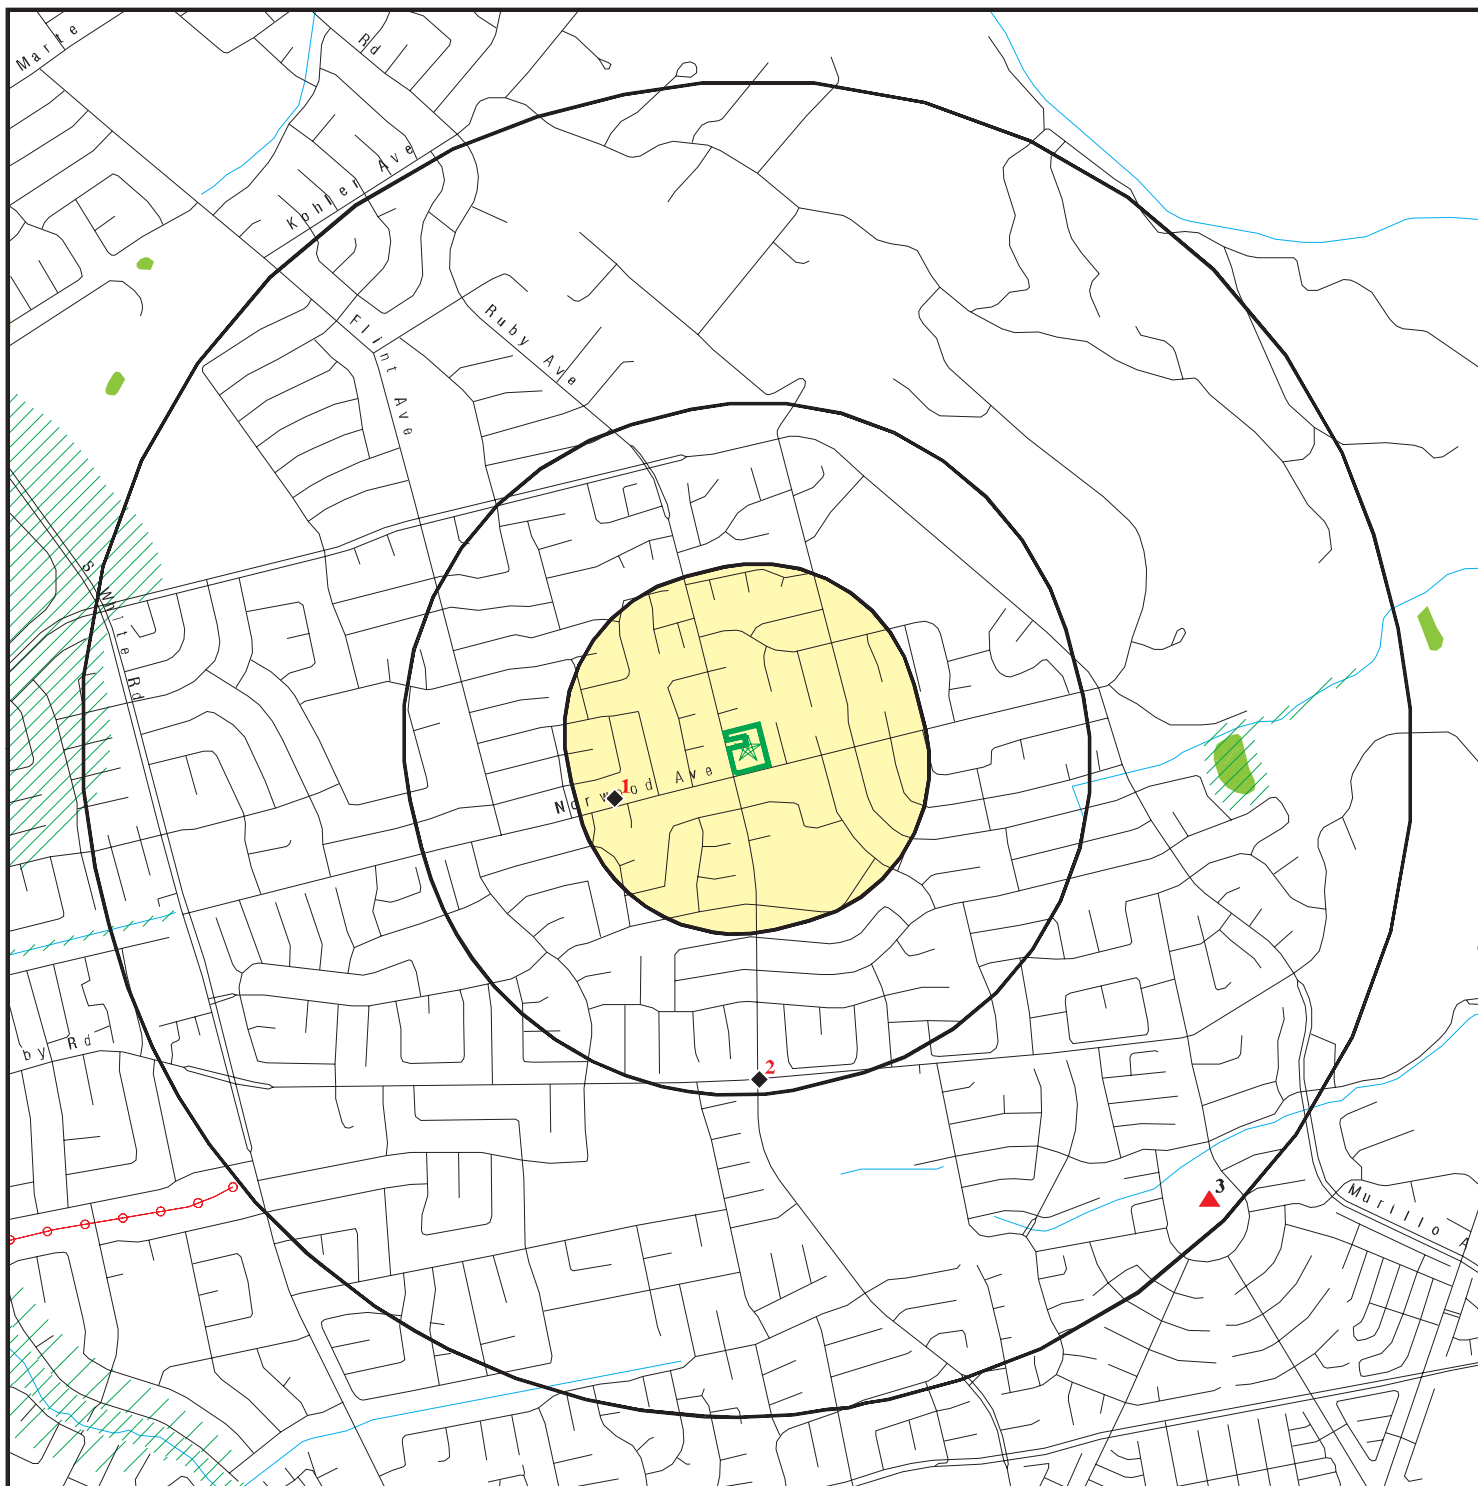 Marte
Rd
Kohler Ave
Ruby Ave
Flint Ave
S White Rd
Norwood Ave
1
by Rd
2
3
Murillo A